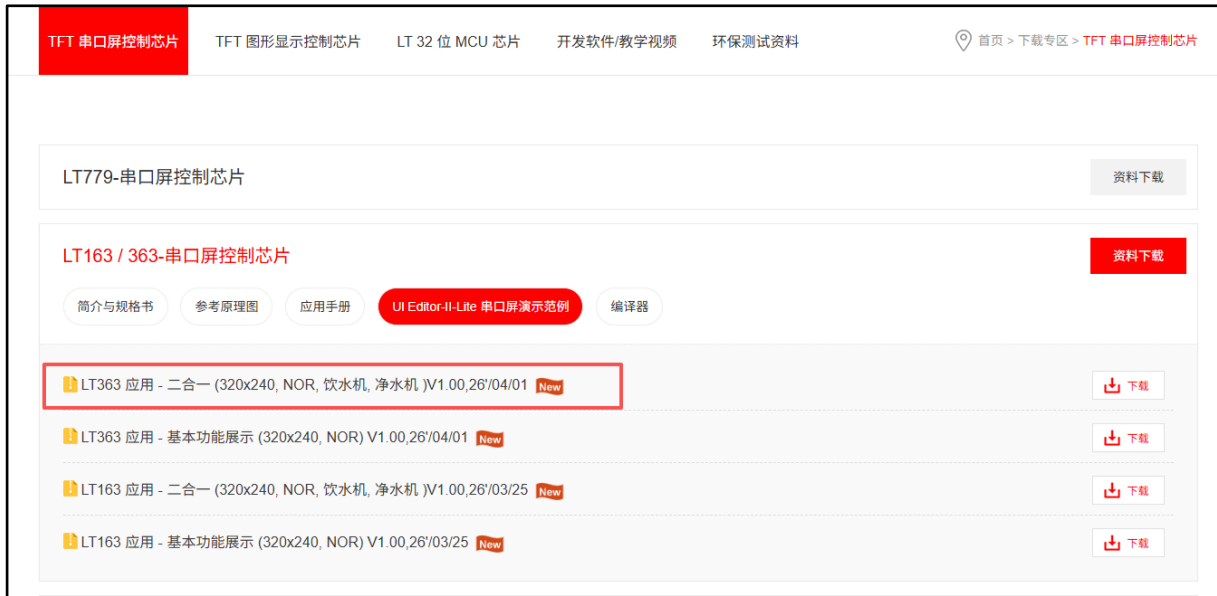 TFT 串口屏控制芯片 TFT 图形显示控制芯片 LT 32 位 MCU 芯片 开发软件/教学视频 环保测试资料 首页 > 下载专区 > TFT 串口屏控制芯片
LT779-串口屏控制芯片 资料下载
LT163 / 363-串口屏控制芯片 资料下载
简介与规格书 参考原理图 应用手册 UI Editor-II-Lite 串口屏演示范例 编译器
LT363 应用 - 二合一 (320x240, NOR, 饮水机, 净水机 )V1.00,26'/04/01 New 下载
LT363 应用 - 基本功能展示 (320x240, NOR) V1.00,26'/04/01 New 下载
LT163 应用 - 二合一 (320x240, NOR, 饮水机, 净水机 )V1.00,26'/03/25 New 下载
LT163 应用 - 基本功能展示 (320x240, NOR) V1.00,26'/03/25 New 下载